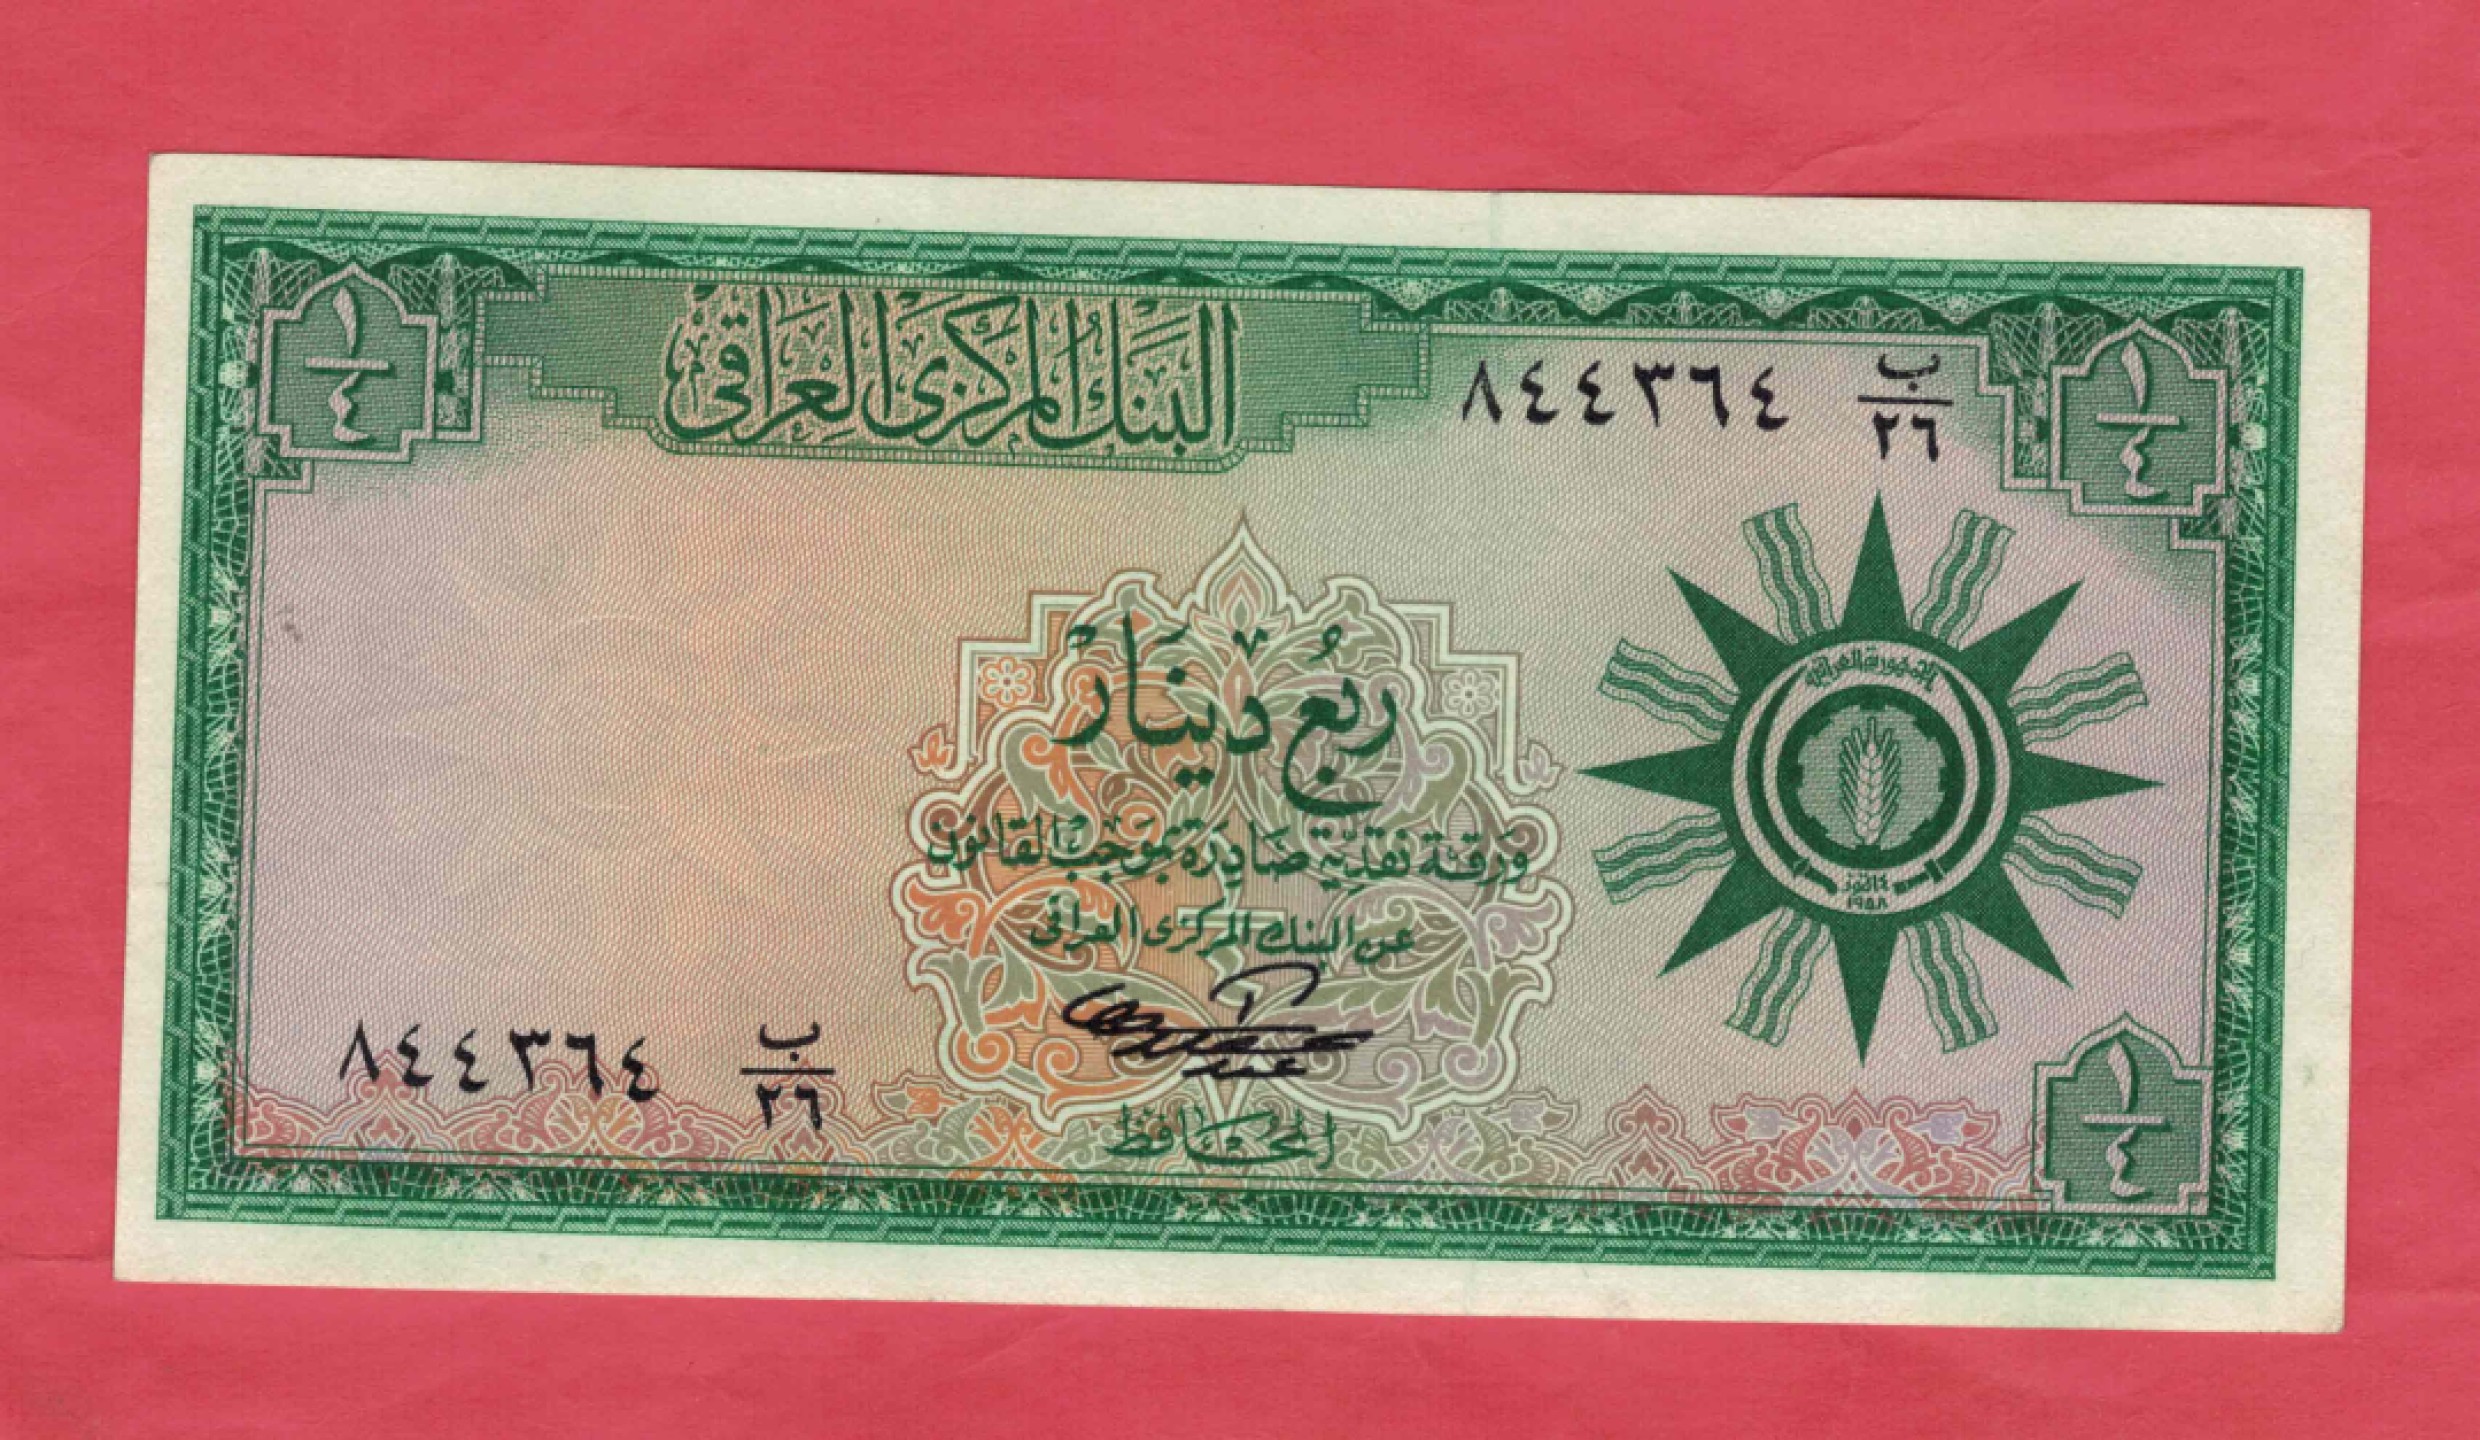 البنك المركزي العراقي
١/٤
١/٤
٨٤٤٣٦٤ ب/٢٦
ربع دينار
الجمهورية العراقية
١٤ تموز
١٩٥٨
ورقة نقدية صادرة بموجب القانون
عن البنك المركزي العراقي
٨٤٤٣٦٤ ب/٢٦
المحافظ
١/٤